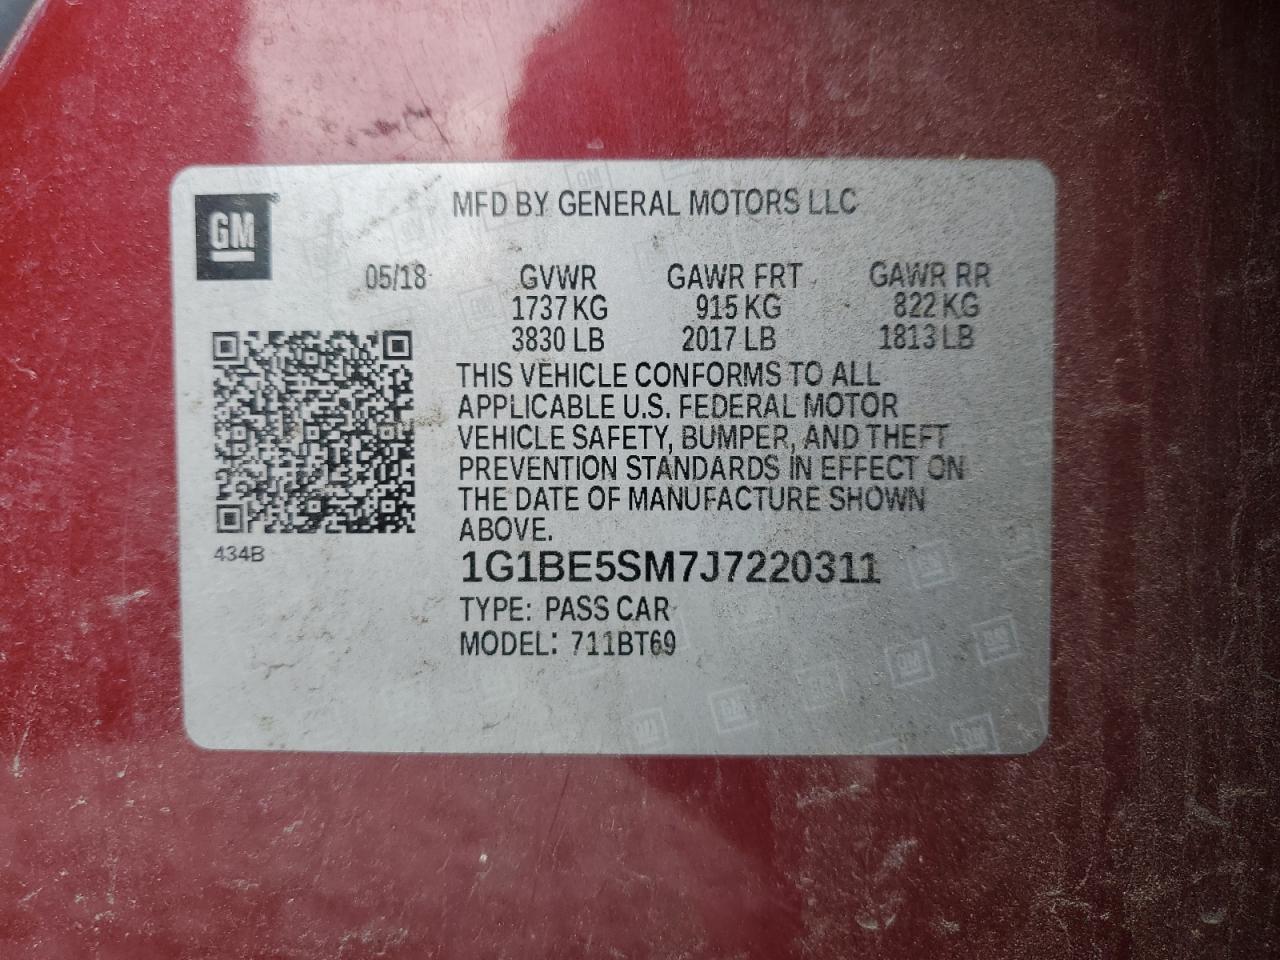 GM
MFD BY GENERAL MOTORS LLC
05/18 GVWR GAWR FRT GAWR RR
1737 KG 915 KG 822 KG
3830 LB 2017 LB 1813 LB
THIS VEHICLE CONFORMS TO ALL
APPLICABLE U.S. FEDERAL MOTOR
VEHICLE SAFETY, BUMPER, AND THEFT
PREVENTION STANDARDS IN EFFECT ON
THE DATE OF MANUFACTURE SHOWN
ABOVE.
434B
1G1BE5SM7J7220311
TYPE: PASS CAR
MODEL: 711BT69